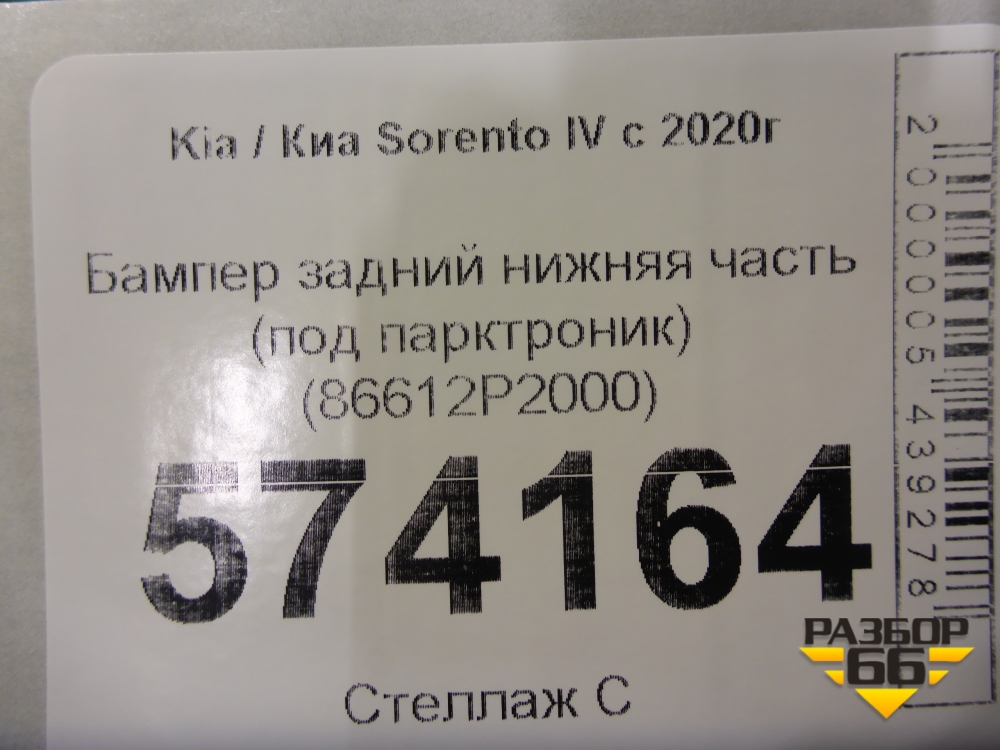 Kia / Киа Sorento IV с 2020г
Бампер задний нижняя часть
(под парктроник)
(86612P2000)
574164
Стеллаж С
2000005439278
РАЗБОР
66